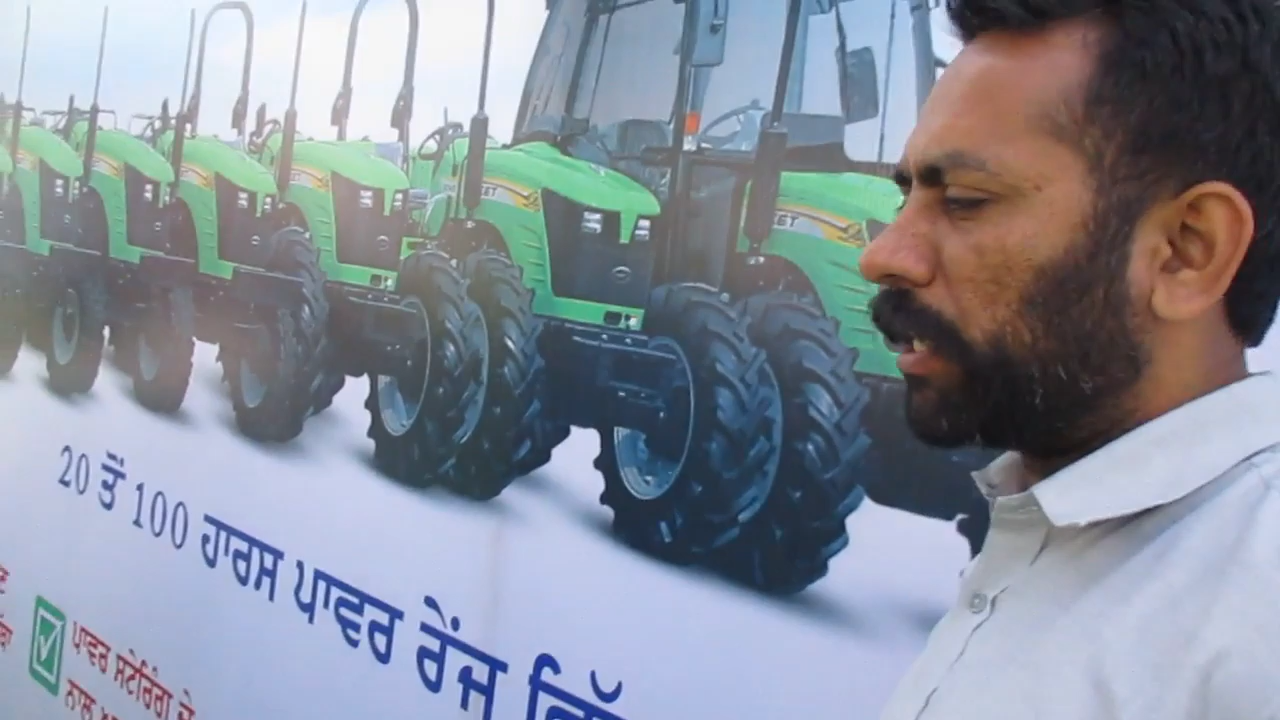 20 ਤੋਂ 100 ਹਾਰਸ ਪਾਵਰ ਰੇਂਜ ਵਿੱ
ਪਾਵਰ ਸਟੇਰਿੰਗ ਦੇ
ਨਾਲ